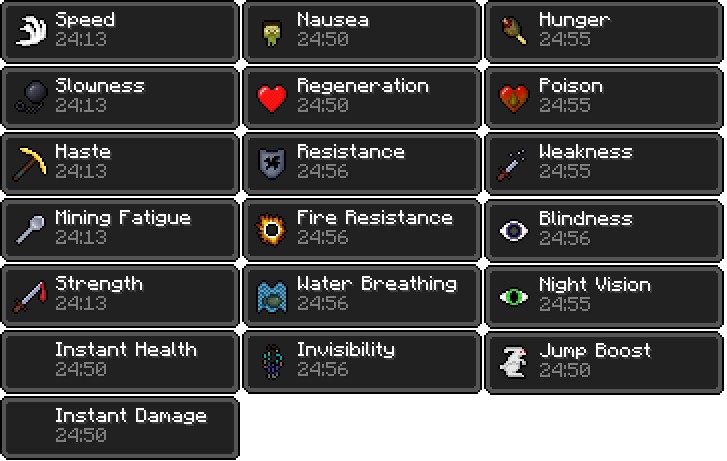 Speed
24:13
Slowness
24:13
Haste
24:13
Mining Fatigue
24:13
Strength
24:13
Instant Health
24:50
Instant Damage
24:50
Nausea
24:50
Regeneration
24:50
Resistance
24:56
Fire Resistance
24:56
Water Breathing
24:56
Invisibility
24:56
Hunger
24:55
Poison
24:55
Weakness
24:55
Blindness
24:56
Night Vision
24:55
Jump Boost
24:50